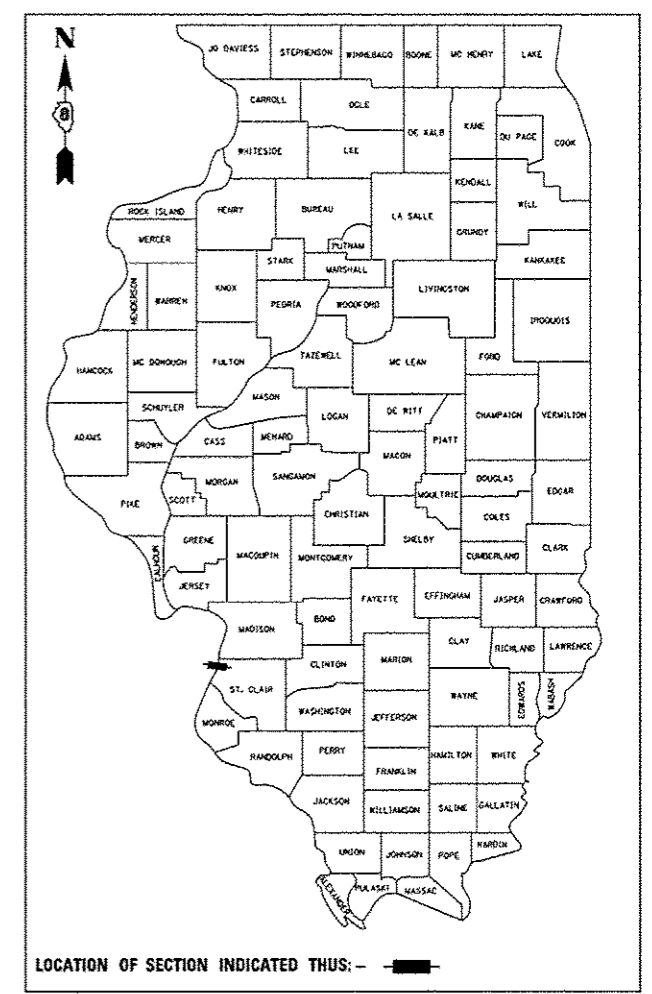 N
JO DAVIESS STEPHENSON WINNEBAGO BOONE MC HENRY LAKE
CARROLL OGLE DE KALB KANE DU PAGE COOK
WHITESIDE LEE
KENDALL
ROCK ISLAND HENRY BUREAU LA SALLE WILL
MERCER PUTNAM GRUNDY
STARK MARSHALL KANKAKEE
HENDERSON WARREN KNOX PEORIA WOODFORD LIVINGSTON
IROQUOIS
HANCOCK MC DONOUGH FULTON TAZEWELL MC LEAN FORD
MASON
SCHUYLER LOGAN DE WITT CHAMPAIGN VERMILION
ADAMS BROWN CASS MENARD PIATT
MACON
PIKE SCOTT MORGAN SANGAMON MOULTRIE DOUGLAS EDGAR
CHRISTIAN COLES
CALHOUN GREENE MACOUPIN MONTGOMERY SHELBY CUMBERLAND CLARK
JERSEY FAYETTE EFFINGHAM JASPER CRAWFORD
MADISON BOND
CLAY RICHLAND LAWRENCE
CLINTON MARION
ST. CLAIR WAYNE EDWARDS WABASH
MONROE WASHINGTON JEFFERSON
RANDOLPH PERRY HAMILTON WHITE
FRANKLIN
JACKSON WILLIAMSON SALINE GALLATIN
UNION JOHNSON POPE HARDIN
ALEXANDER PULASKI MASSAC
LOCATION OF SECTION INDICATED THUS: -